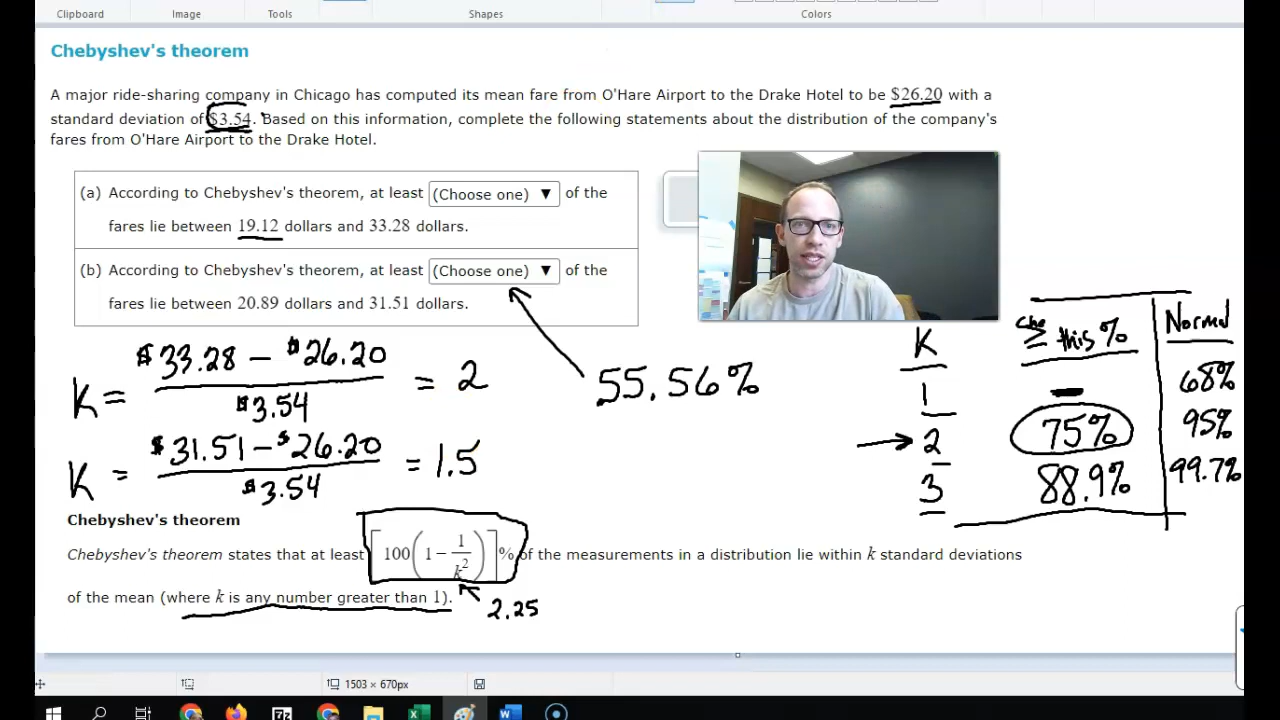 Clipboard
Image
Tools
Shapes
Colors
Chebyshev's theorem
A major ride-sharing company in Chicago has computed its mean fare from O'Hare Airport to the Drake Hotel to be $26.20 with a
standard deviation of $3.54. Based on this information, complete the following statements about the distribution of the company's
fares from O'Hare Airport to the Drake Hotel.
(a) According to Chebyshev's theorem, at least (Choose one) ▼ of the
fares lie between 19.12 dollars and 33.28 dollars.
(b) According to Chebyshev's theorem, at least (Choose one) ▼ of the
fares lie between 20.89 dollars and 31.51 dollars.
K = $33.28 - $26.20 / $3.54 = 2
55.56%
K = $31.51 - $26.20 / $3.54 = 1.5
K Che ≥ this % Normal
1 - 68%
2 75% 95%
3 88.9% 99.7%
Chebyshev's theorem
Chebyshev's theorem states that at least [100(1 - 1/k²)]% of the measurements in a distribution lie within k standard deviations
of the mean (where k is any number greater than 1).
2.25
1503 × 670px